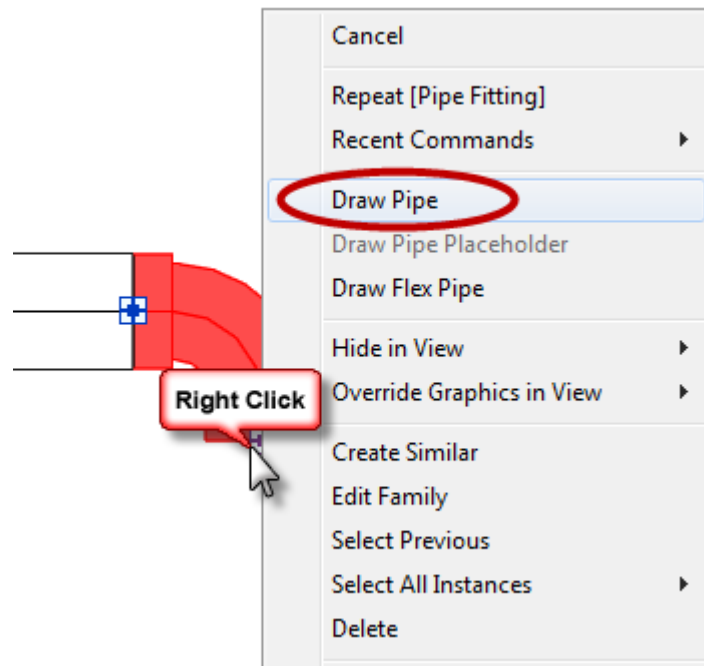 Cancel
Repeat [Pipe Fitting]
Recent Commands
Draw Pipe
Draw Pipe Placeholder
Draw Flex Pipe
Hide in View
Override Graphics in View
Right Click
Create Similar
Edit Family
Select Previous
Select All Instances
Delete